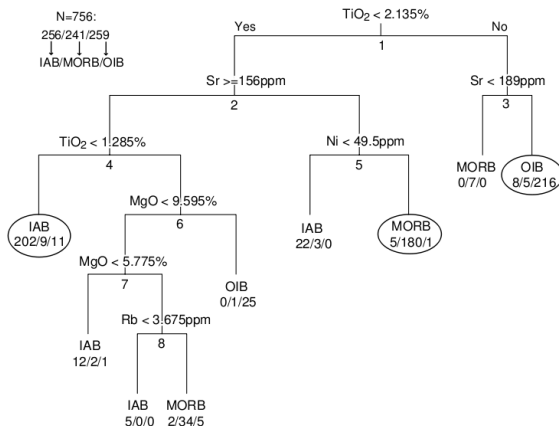 N=756:
256/241/259
IAB/MORB/OIB
TiO₂ < 2.135%
Yes
No
1
Sr >=156ppm
2
Sr < 189ppm
3
TiO₂ < 1.285%
4
Ni < 49.5ppm
5
MORB
0/7/0
OIB
8/5/216
MgO < 9.595%
6
IAB
202/9/11
IAB
22/3/0
MORB
5/180/1
MgO < 5.775%
7
OIB
0/1/25
Rb < 3.675ppm
8
IAB
12/2/1
IAB
5/0/0
MORB
2/34/5